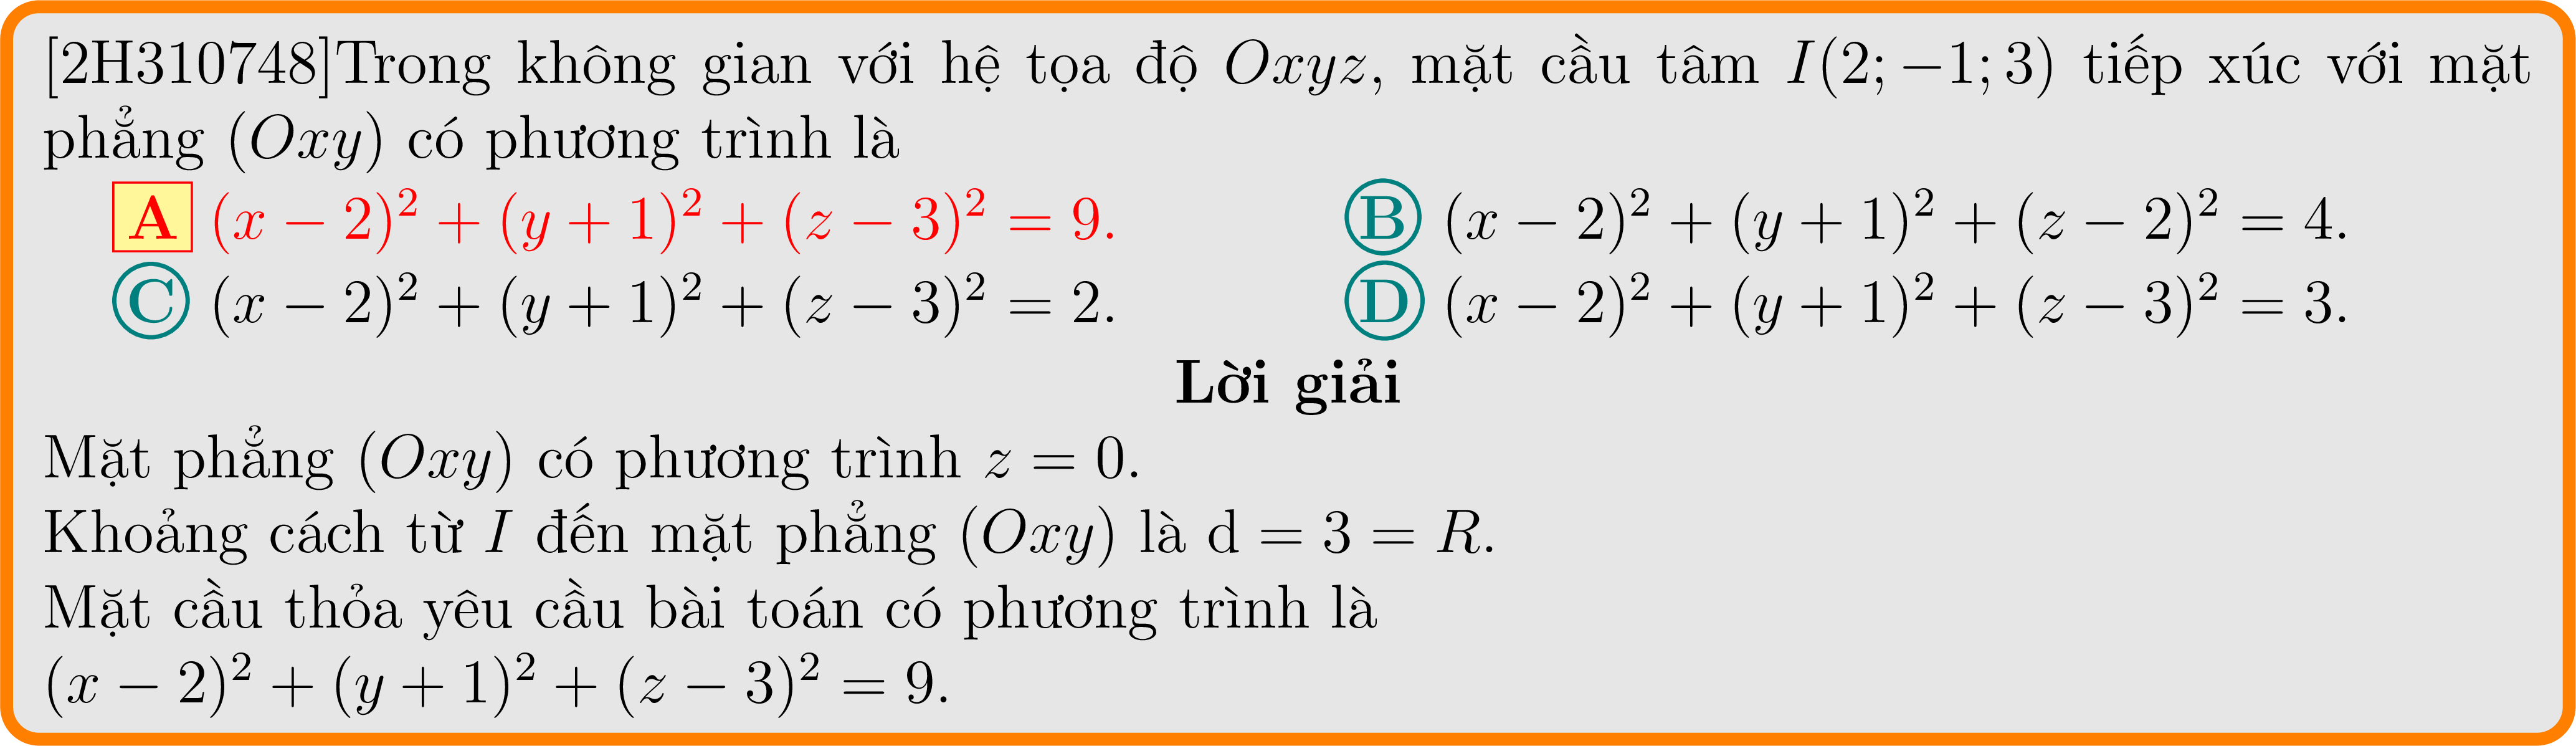 [2H310748]Trong không gian với hệ tọa độ Oxyz, mặt cầu tâm I(2; −1; 3) tiếp xúc với mặt
phẳng (Oxy) có phương trình là
A (x − 2)² + (y + 1)² + (z − 3)² = 9. B (x − 2)² + (y + 1)² + (z − 2)² = 4.
C (x − 2)² + (y + 1)² + (z − 3)² = 2. D (x − 2)² + (y + 1)² + (z − 3)² = 3.
Lời giải
Mặt phẳng (Oxy) có phương trình z = 0.
Khoảng cách từ I đến mặt phẳng (Oxy) là d = 3 = R.
Mặt cầu thỏa yêu cầu bài toán có phương trình là
(x − 2)² + (y + 1)² + (z − 3)² = 9.